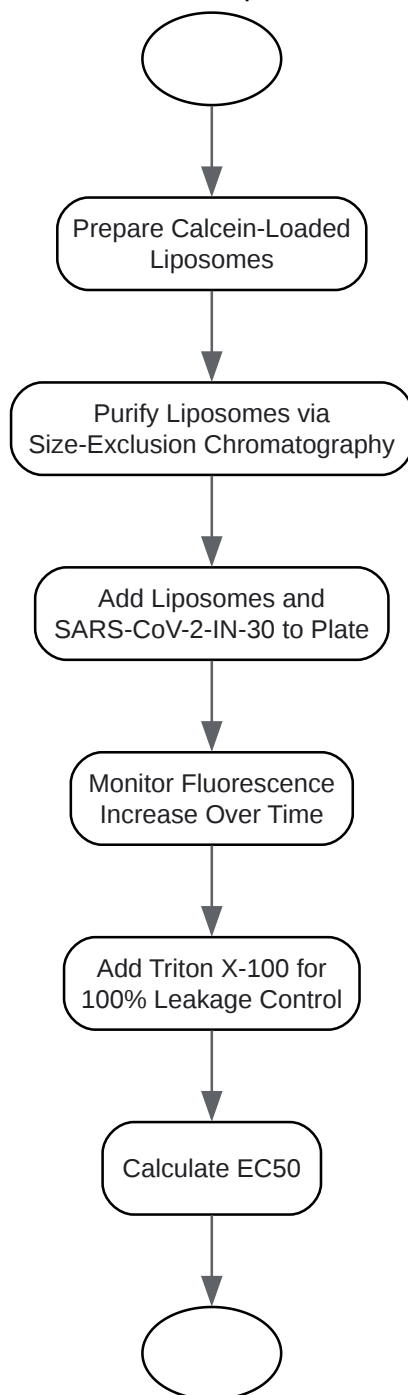 Prepare Calcein-Loaded
Liposomes
Purify Liposomes via
Size-Exclusion Chromatography
Add Liposomes and
SARS-CoV-2-IN-30 to Plate
Monitor Fluorescence
Increase Over Time
Add Triton X-100 for
100% Leakage Control
Calculate EC50